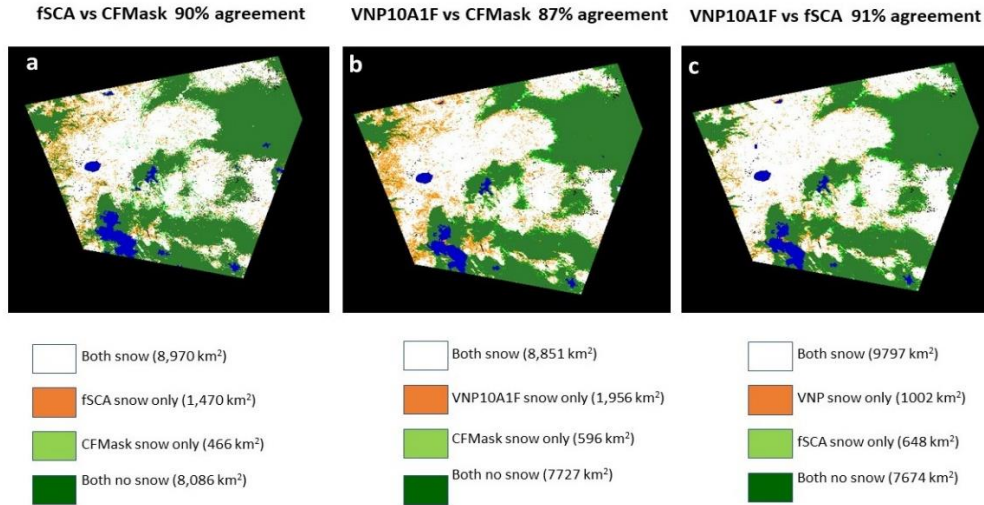 fSCA vs CFMask 90% agreement
VNP10A1F vs CFMask 87% agreement
VNP10A1F vs fSCA 91% agreement
a
b
c
Both snow (8,970 km²)
fSCA snow only (1,470 km²)
CFMask snow only (466 km²)
Both no snow (8,086 km²)
Both snow (8,851 km²)
VNP10A1F snow only (1,956 km²)
CFMask snow only (596 km²)
Both no snow (7727 km²)
Both snow (9797 km²)
VNP snow only (1002 km²)
fSCA snow only (648 km²)
Both no snow (7674 km²)